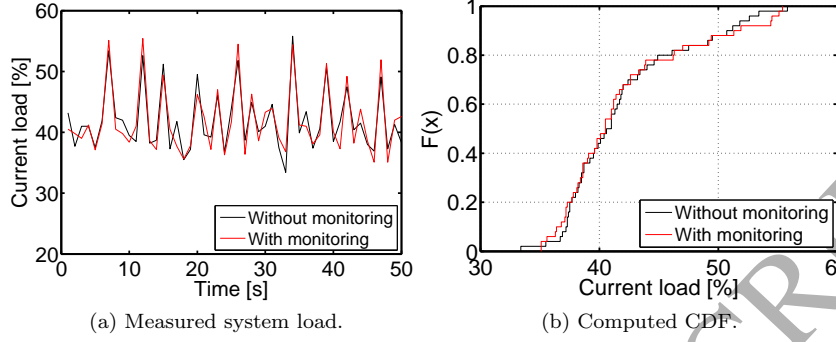 60
50
40
30
20
0 10 20 30 40 50
Current load [%]
Time [s]
Without monitoring
With monitoring
(a) Measured system load.
1
0.8
0.6
0.4
0.2
0
30 40 50 6
F(x)
Current load [%]
Without monitoring
With monitoring
(b) Computed CDF.
CR